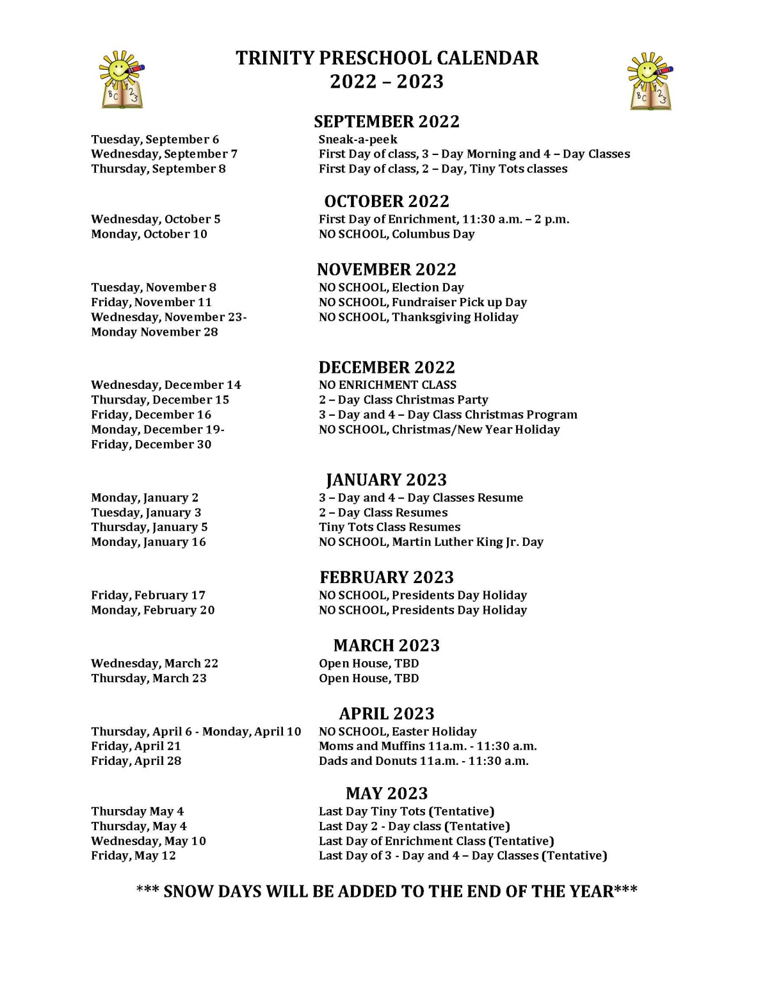 TRINITY PRESCHOOL CALENDAR
2022 – 2023
SEPTEMBER 2022
Tuesday, September 6 Sneak-a-peek
Wednesday, September 7 First Day of class, 3 – Day Morning and 4 – Day Classes
Thursday, September 8 First Day of class, 2 – Day, Tiny Tots classes
OCTOBER 2022
Wednesday, October 5 First Day of Enrichment, 11:30 a.m. – 2 p.m.
Monday, October 10 NO SCHOOL, Columbus Day
NOVEMBER 2022
Tuesday, November 8 NO SCHOOL, Election Day
Friday, November 11 NO SCHOOL, Fundraiser Pick up Day
Wednesday, November 23- NO SCHOOL, Thanksgiving Holiday
Monday November 28
DECEMBER 2022
Wednesday, December 14 NO ENRICHMENT CLASS
Thursday, December 15 2 – Day Class Christmas Party
Friday, December 16 3 – Day and 4 – Day Class Christmas Program
Monday, December 19- NO SCHOOL, Christmas/New Year Holiday
Friday, December 30
JANUARY 2023
Monday, January 2 3 – Day and 4 – Day Classes Resume
Tuesday, January 3 2 – Day Class Resumes
Thursday, January 5 Tiny Tots Class Resumes
Monday, January 16 NO SCHOOL, Martin Luther King Jr. Day
FEBRUARY 2023
Friday, February 17 NO SCHOOL, Presidents Day Holiday
Monday, February 20 NO SCHOOL, Presidents Day Holiday
MARCH 2023
Wednesday, March 22 Open House, TBD
Thursday, March 23 Open House, TBD
APRIL 2023
Thursday, April 6 - Monday, April 10 NO SCHOOL, Easter Holiday
Friday, April 21 Moms and Muffins 11a.m. - 11:30 a.m.
Friday, April 28 Dads and Donuts 11a.m. - 11:30 a.m.
MAY 2023
Thursday May 4 Last Day Tiny Tots (Tentative)
Thursday, May 4 Last Day 2 - Day class (Tentative)
Wednesday, May 10 Last Day of Enrichment Class (Tentative)
Friday, May 12 Last Day of 3 - Day and 4 – Day Classes (Tentative)
*** SNOW DAYS WILL BE ADDED TO THE END OF THE YEAR***